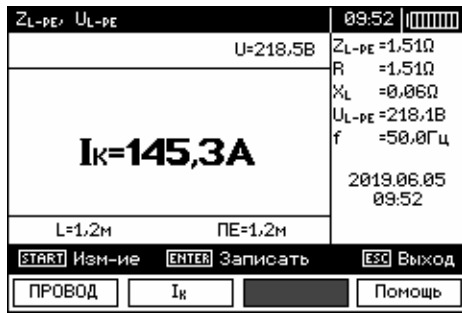 ZL-PE, UL-PE 09:52
U=218,5В
Iк=145,3А
L=1,2м ПЕ=1,2м
ZL-PE=1,51Ω
R =1,51Ω
XL =0,06Ω
UL-PE=218,1В
f =50,0Гц
2019.06.05
09:52
START Изм-ие ENTER Записать ESC Выход
ПРОВОД Iк Помощь